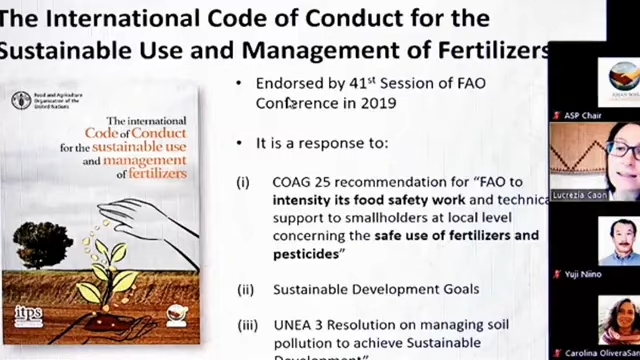 The International Code of Conduct for the
Sustainable Use and Management of Fertilizers
Food and Agriculture
Organization of the
United Nations
The international
Code of Conduct
for the sustainable use
and management
of fertilizers
itps
• Endorsed by 41st Session of FAO
Conference in 2019
• It is a response to:
(i) COAG 25 recommendation for “FAO to
intensity its food safety work and technica
support to smallholders at local level
concerning the safe use of fertilizers and
pesticides”
(ii) Sustainable Development Goals
(iii) UNEA 3 Resolution on managing soil
pollution to achieve Sustainable
Development”
ASP Chair
Lucrezia Caon
Yuji Niino
Carolina OliveraSan